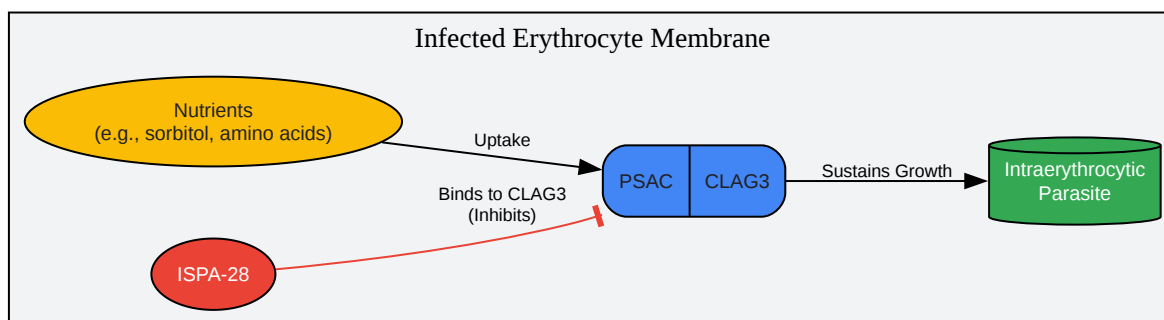 Infected Erythrocyte Membrane
Nutrients
(e.g., sorbitol, amino acids)
Uptake
PSAC
CLAG3
Sustains Growth
Intraerythrocytic
Parasite
Binds to CLAG3
(Inhibits)
ISPA-28